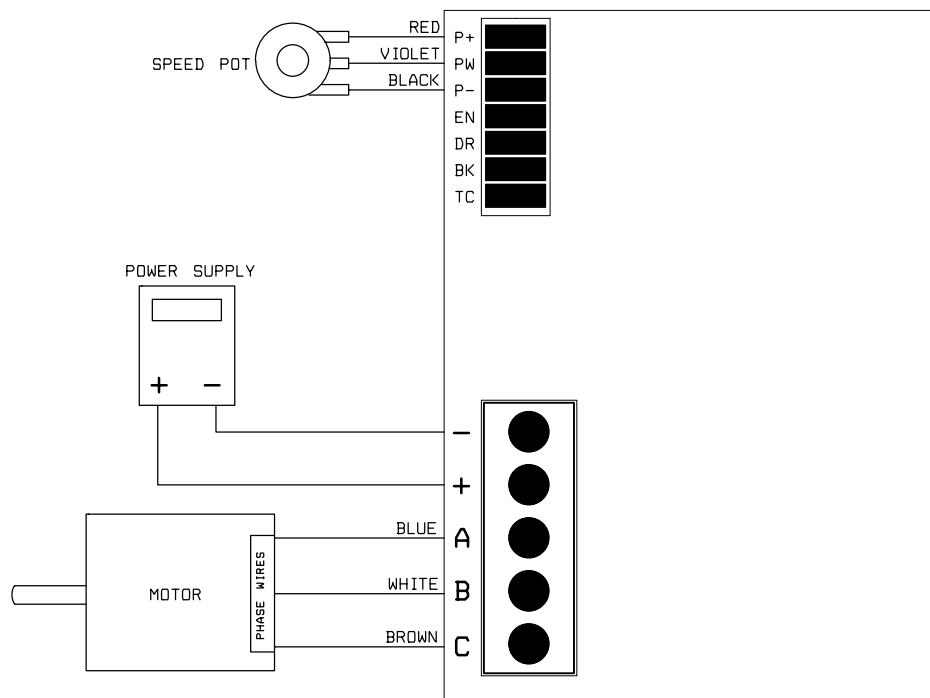 RED
P+
VIOLET
SPEED POT
PW
BLACK
P-
EN
DR
BK
TC
POWER SUPPLY
+ -
-
+
BLUE
A
MOTOR
PHASE WIRES
WHITE
B
BROWN
C